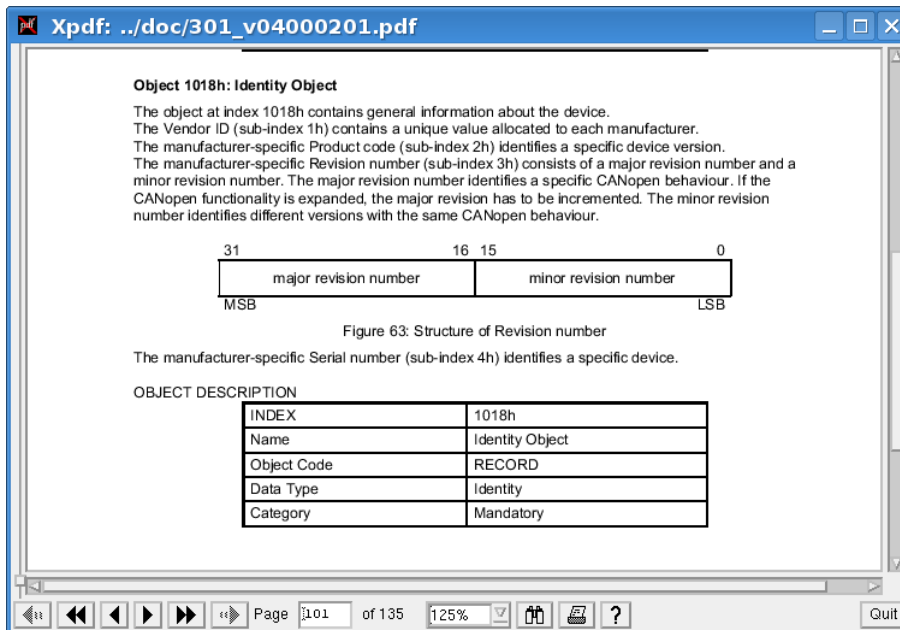 Xpdf: ../doc/301_v04000201.pdf
Object 1018h: Identity Object
The object at index 1018h contains general information about the device.
The Vendor ID (sub-index 1h) contains a unique value allocated to each manufacturer.
The manufacturer-specific Product code (sub-index 2h) identifies a specific device version.
The manufacturer-specific Revision number (sub-index 3h) consists of a major revision number and a
minor revision number. The major revision number identifies a specific CANopen behaviour. If the
CANopen functionality is expanded, the major revision has to be incremented. The minor revision
number identifies different versions with the same CANopen behaviour.
31 16 15 0
major revision number minor revision number
MSB LSB
Figure 63: Structure of Revision number
The manufacturer-specific Serial number (sub-index 4h) identifies a specific device.
OBJECT DESCRIPTION
INDEX 1018h
Name Identity Object
Object Code RECORD
Data Type Identity
Category Mandatory
Page 101 of 135 125% ? Quit